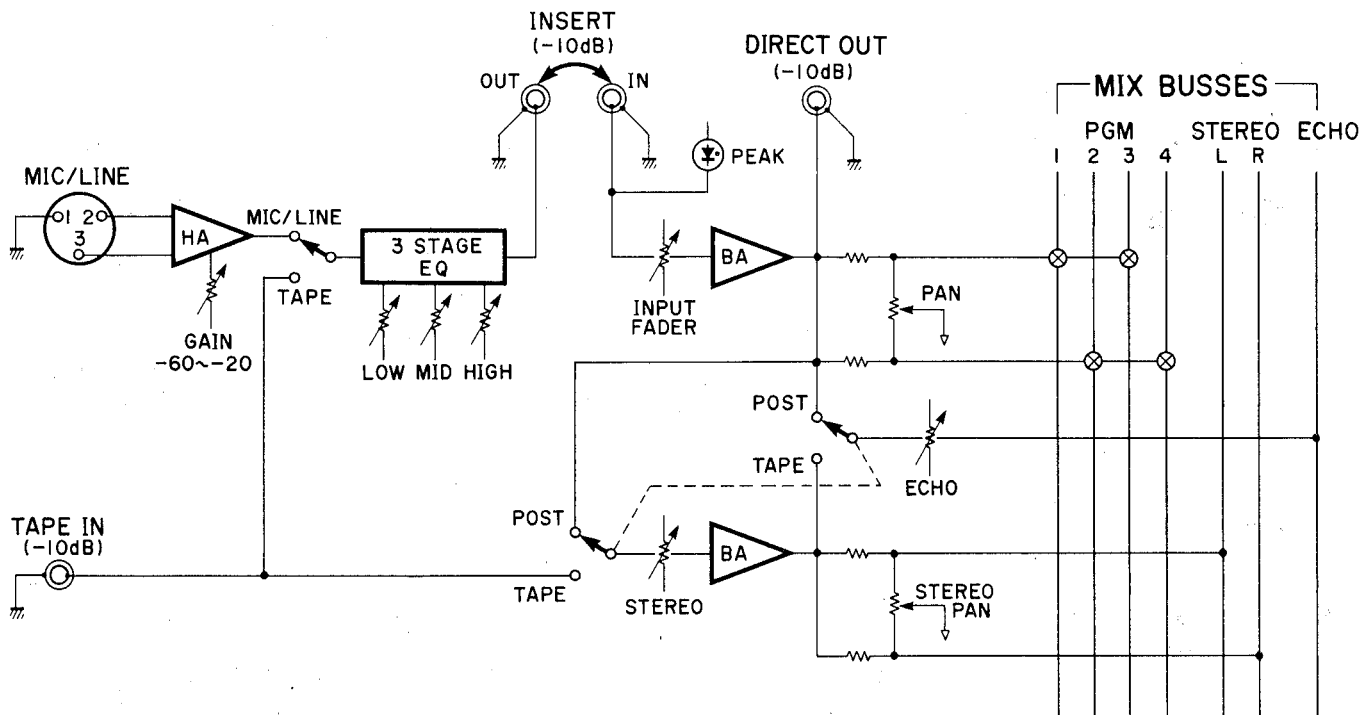 INSERT
(-10dB)
OUT IN
DIRECT OUT
(-10dB)
MIX BUSSES
PGM STEREO ECHO
1 2 3 4 L R
PEAK
MIC/LINE
1 2
3
HA
MIC/LINE
TAPE
GAIN
-60~-20
3 STAGE
EQ
LOW MID HIGH
INPUT
FADER
BA
PAN
POST
TAPE
ECHO
TAPE IN
(-10dB)
POST
TAPE
STEREO
BA
STEREO
PAN